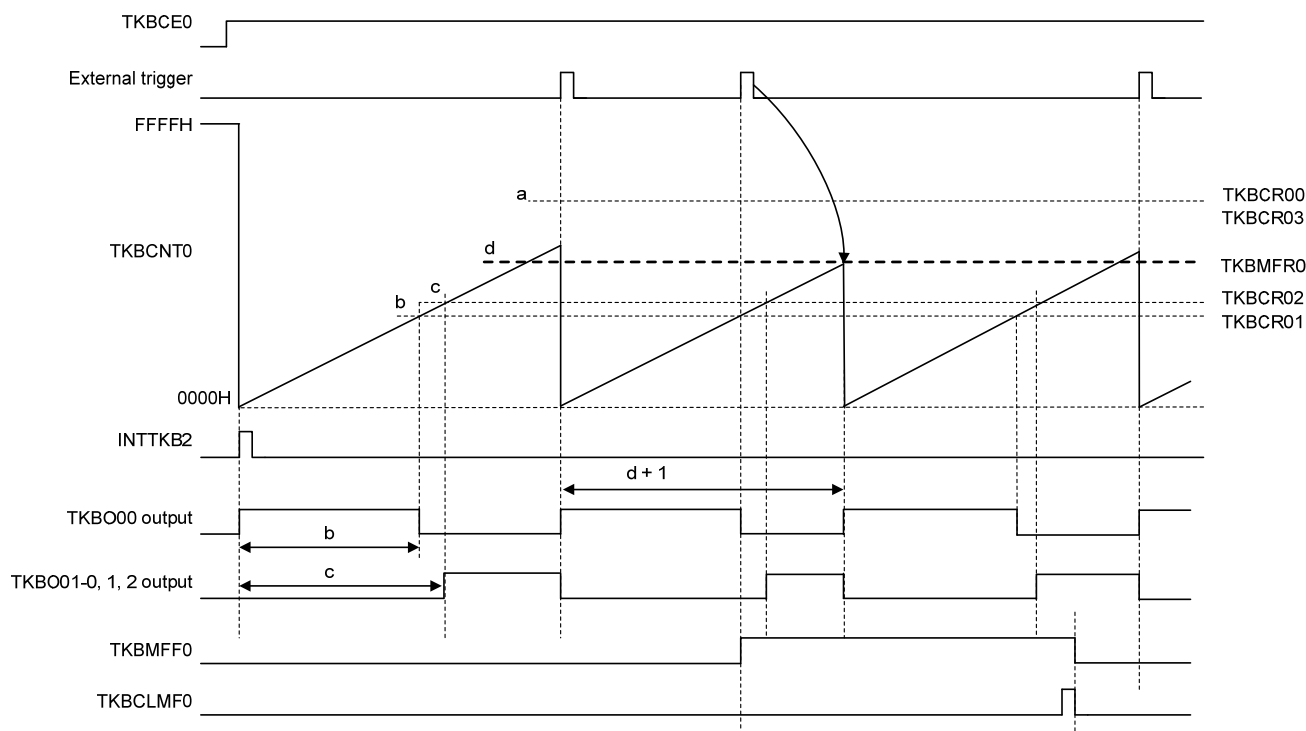 TKBCE0
External trigger
FFFFH
a
TKBCR00
TKBCR03
TKBCNT0
d
TKBMFR0
c
b
TKBCR02
TKBCR01
0000H
INTTKB2
d + 1
TKBO00 output
b
TKBO01-0, 1, 2 output
c
TKBMFF0
TKBCLMF0